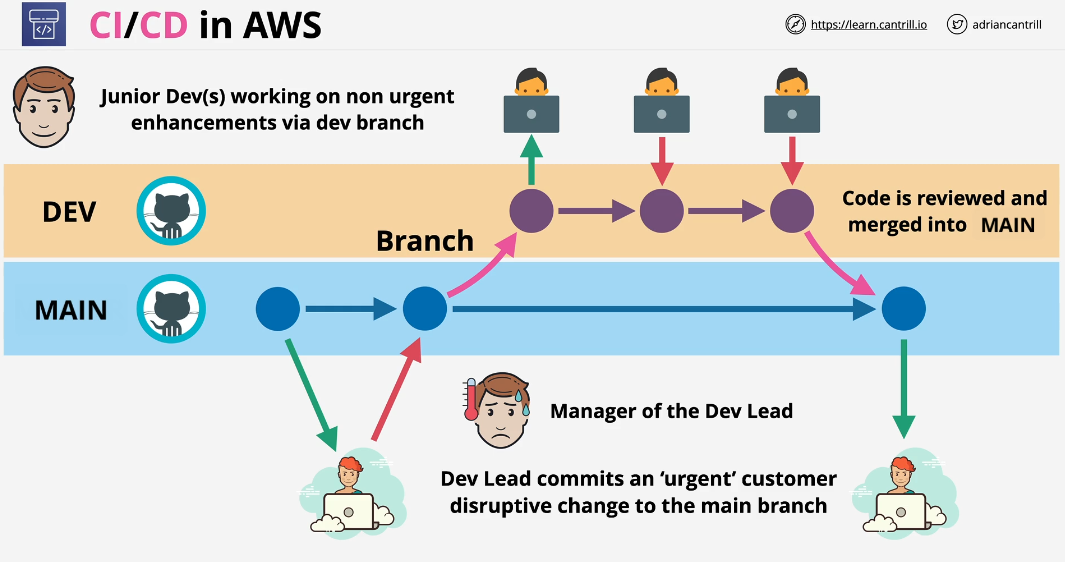 CI/CD in AWS
https://learn.cantrill.io
adriancantrill
Junior Dev(s) working on non urgent
enhancements via dev branch
DEV
Code is reviewed and
merged into MAIN
Branch
MAIN
Manager of the Dev Lead
Dev Lead commits an ‘urgent’ customer
disruptive change to the main branch